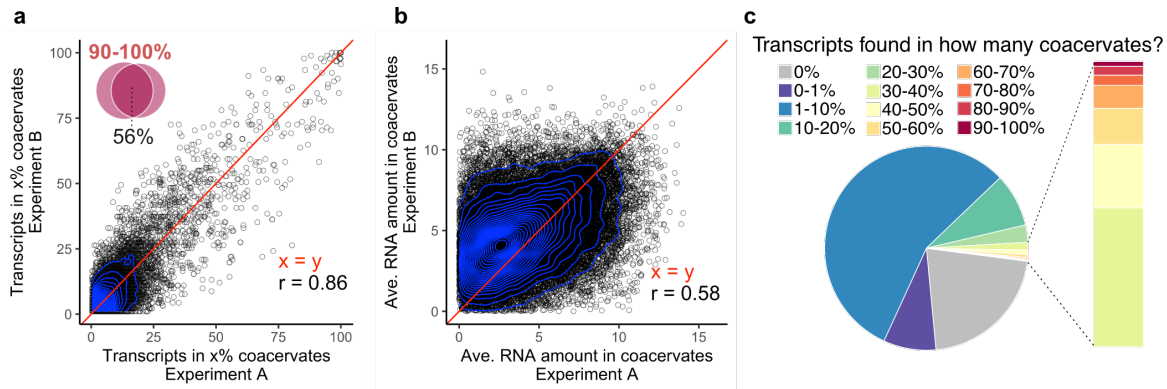 a
90-100%
56%
100
75
50
25
0
Transcripts in x% coacervates
Experiment B
x = y
r = 0.86
0
25
50
75
100
Transcripts in x% coacervates
Experiment A
b
15
10
5
0
Ave. RNA amount in coacervates
Experiment B
x = y
r = 0.58
0
5
10
15
Ave. RNA amount in coacervates
Experiment A
c
Transcripts found in how many coacervates?
0%
0-1%
1-10%
10-20%
20-30%
30-40%
40-50%
50-60%
60-70%
70-80%
80-90%
90-100%